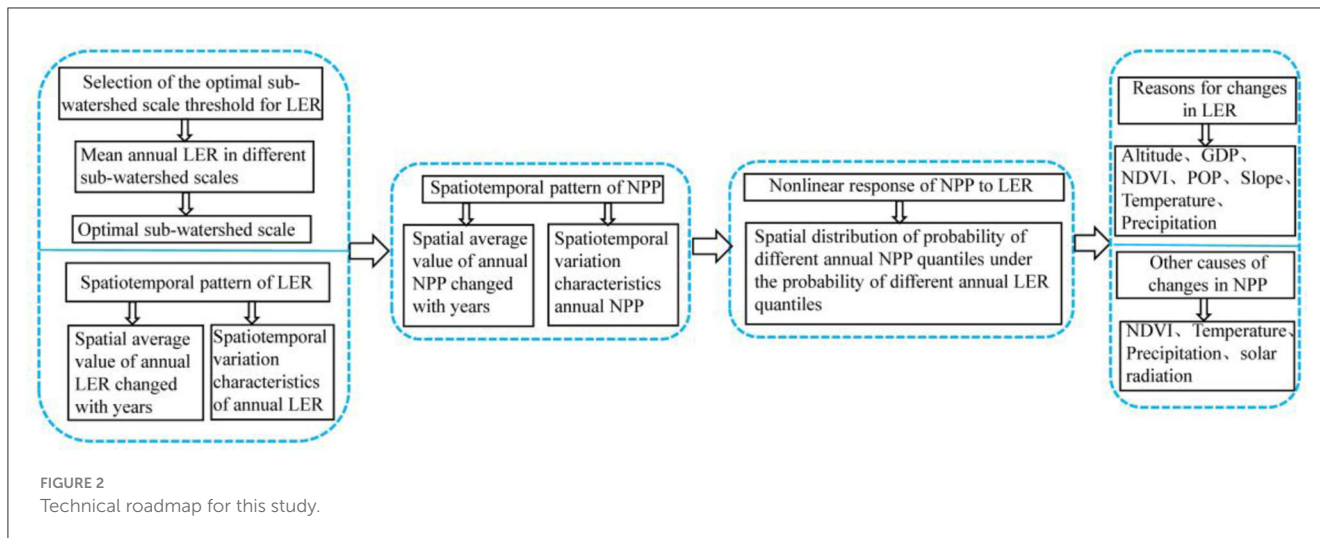 Selection of the optimal sub-
watershed scale threshold for LER
Mean annual LER in different
sub-watershed scales
Optimal sub-watershed scale
Spatiotemporal pattern of LER
Spatial average
value of annual
LER changed
with years
Spatiotemporal
variation
characteristics
of annual LER
Spatiotemporal pattern of NPP
Spatial average
value of annual
NPP changed
with years
Spatiotemporal
variation
characteristics
annual NPP
Nonlinear response of NPP to LER
Spatial distribution of probability of
different annual NPP quantiles under
the probability of different annual LER
quantiles
Reasons for changes
in LER
Altitude、GDP、
NDVI、POP、Slope、
Temperature、
Precipitation
Other causes of
changes in NPP
NDVI、Temperature、
Precipitation、solar
radiation
FIGURE 2
Technical roadmap for this study.